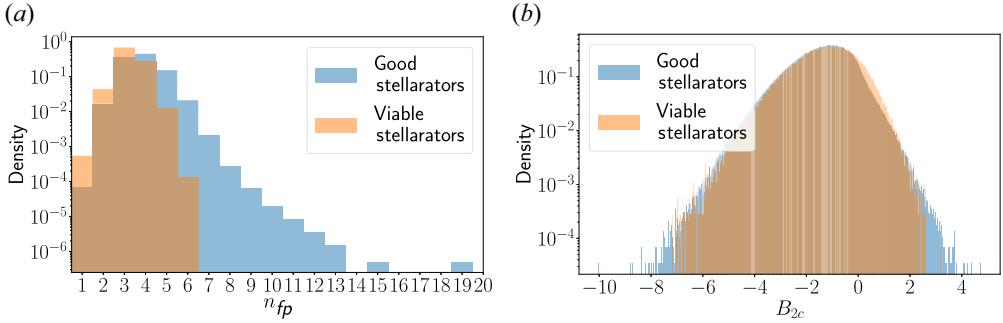 (a)
10^0
10^-1
10^-2
10^-3
10^-4
10^-5
10^-6
Density
Good
stellarators
Viable
stellarators
1 2 3 4 5 6 7 8 9 10 11 12 13 14 15 16 17 18 19 20
n_fp
(b)
10^-1
10^-2
10^-3
10^-4
Density
Good
stellarators
Viable
stellarators
−10 −8 −6 −4 −2 0 2 4
B_2c